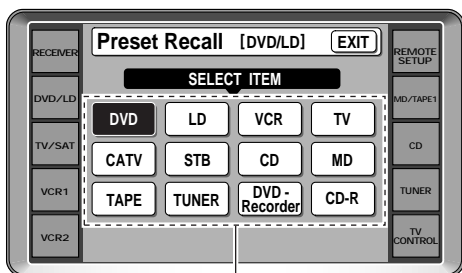 RECEIVER
Preset Recall [DVD/LD] EXIT
REMOTE
SETUP
SELECT ITEM
DVD/LD
MD/TAPE1
DVD LD VCR TV
TV/SAT
CD
CATV STB CD MD
VCR1
TUNER
TAPE TUNER DVD - Recorder CD-R
VCR2
TV
CONTROL